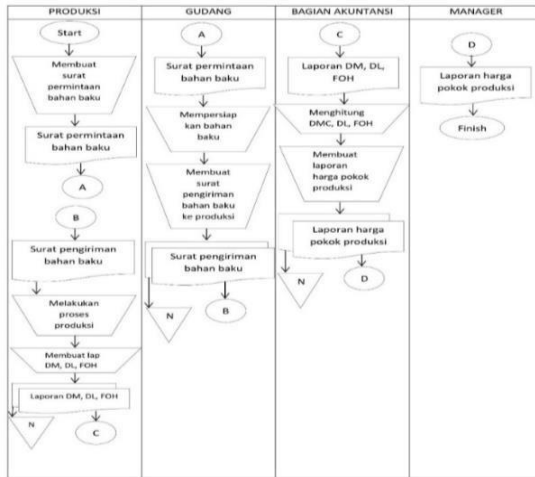 PRODUKSI
GUDANG
BAGIAN AKUNTANSI
MANAGER
Start
Membuat
surat
permintaan
bahan baku
Surat permintaan
bahan baku
A
B
Surat pengiriman
bahan baku
Melakukan
proses
produksi
Membuat lap
DM, DL, FOH
Laporan DM, DL, FOH
N
C
A
Surat permintaan
bahan baku
Mempersiap
kan bahan
baku
Membuat
surat
pengiriman
bahan baku
ke produksi
Surat pengiriman
bahan baku
N
B
C
Laporan DM, DL,
FOH
Menghitung
DMC, DL, FOH
Membuat
laporan
harga pokok
produksi
Laporan harga
pokok produksi
N
D
D
Laporan harga
pokok produksi
Finish